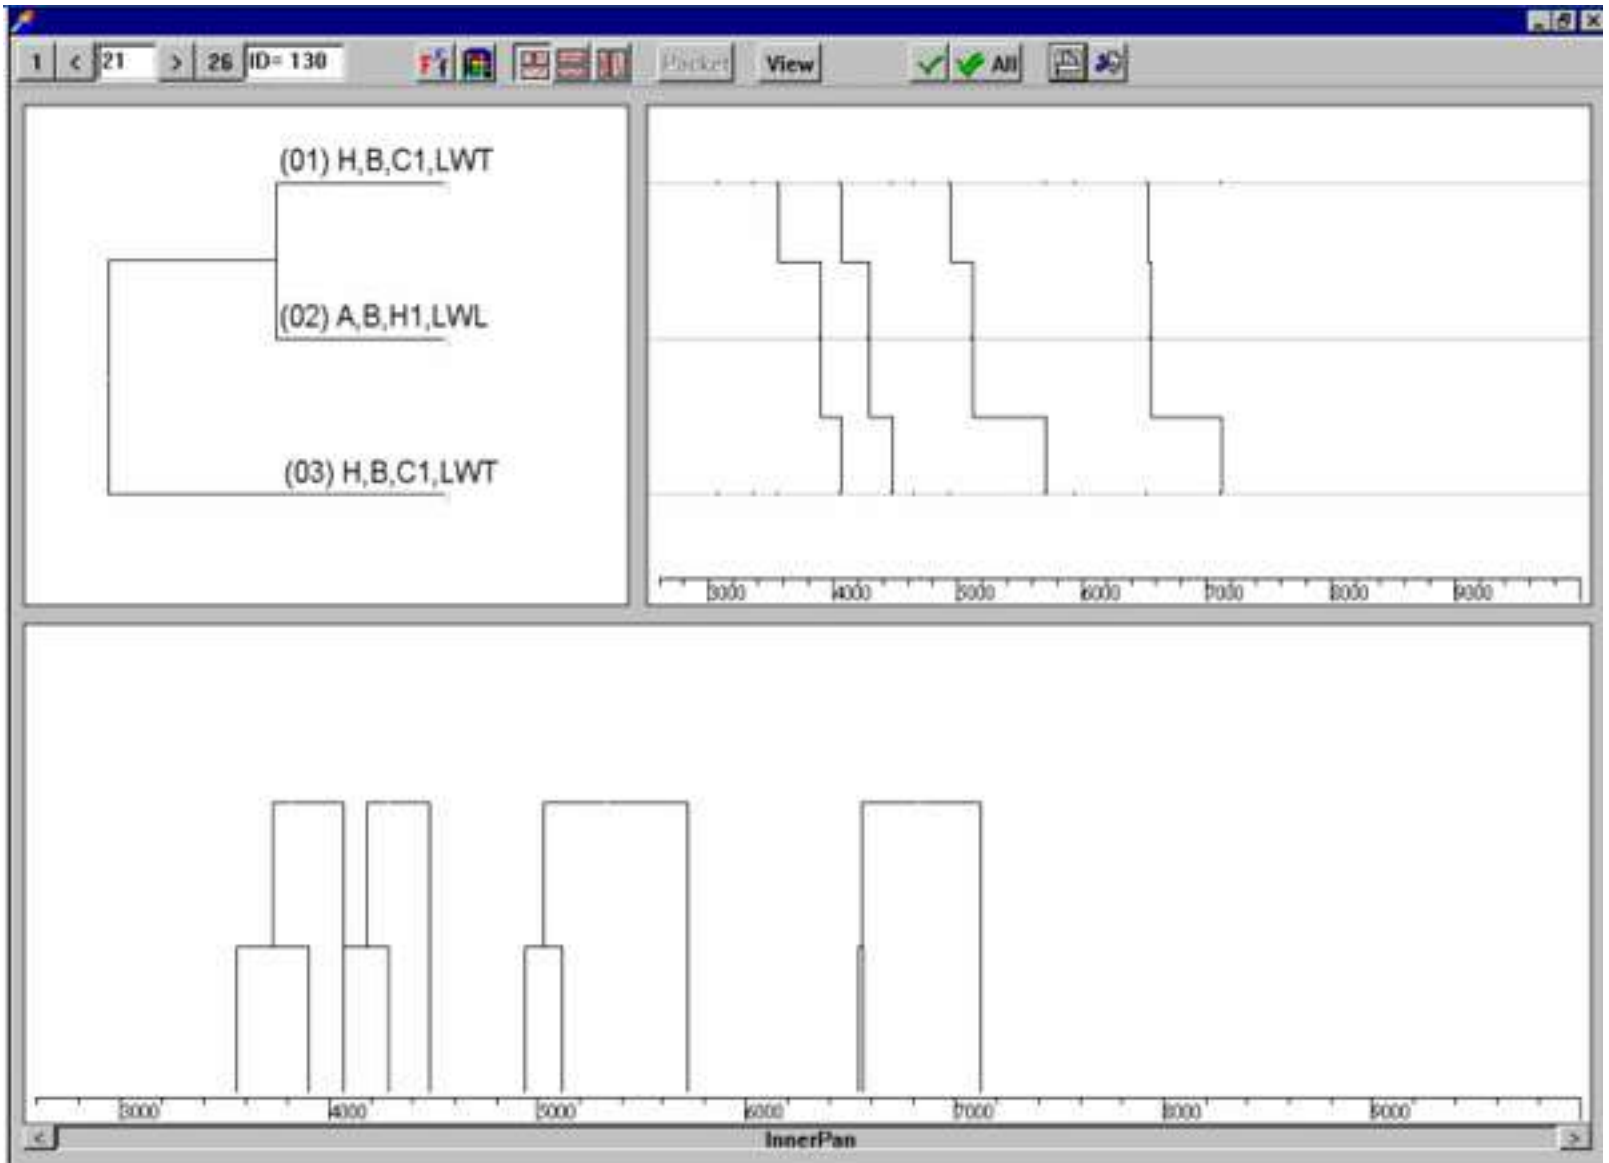 1 < 21 > 26 ID= 130 Packet View All
(01) H,B,C1,LWT
(02) A,B,H1,LWL
(03) H,B,C1,LWT
3000 4000 5000 6000 7000 8000 9000
3000 4000 5000 6000 7000 8000 9000
< InnerPan >